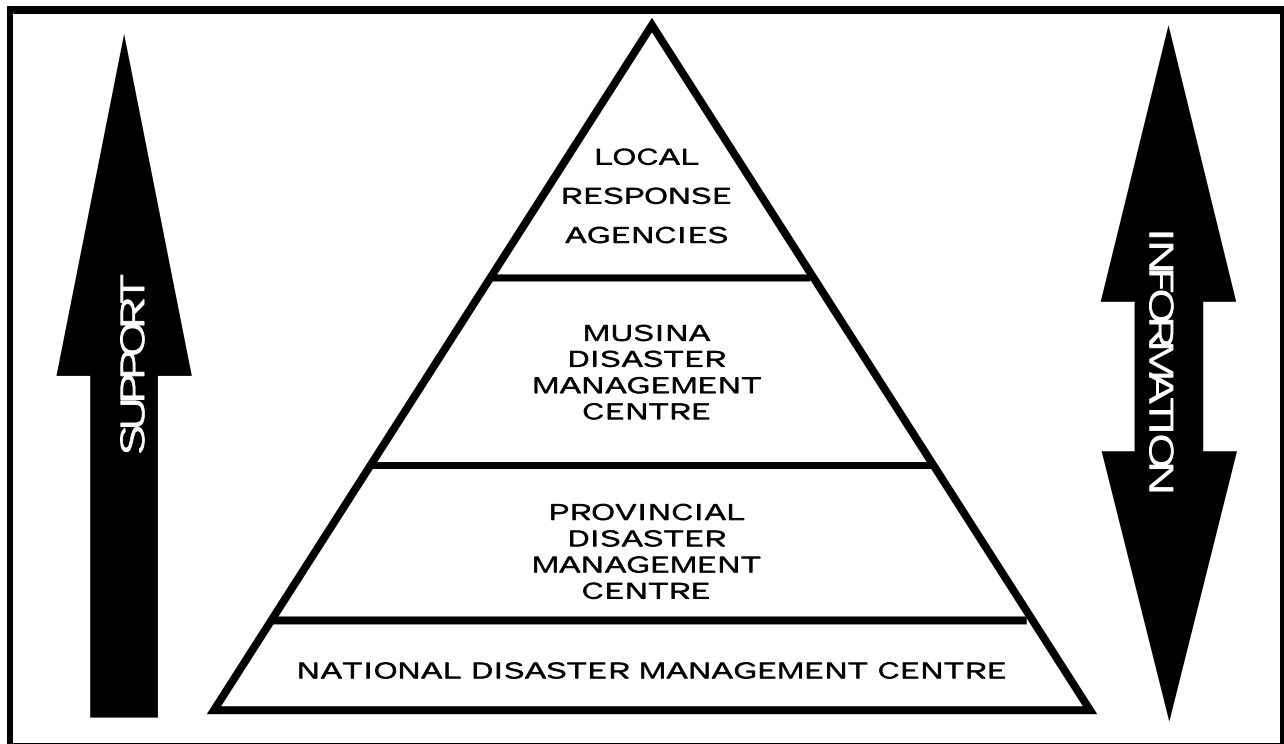 LOCAL
RESPONSE
AGENCIES
SUPPORT
INFORMATION
MUSINA
DISASTER
MANAGEMENT
CENTRE
PROVINCIAL
DISASTER
MANAGEMENT
CENTRE
NATIONAL DISASTER MANAGEMENT CENTRE